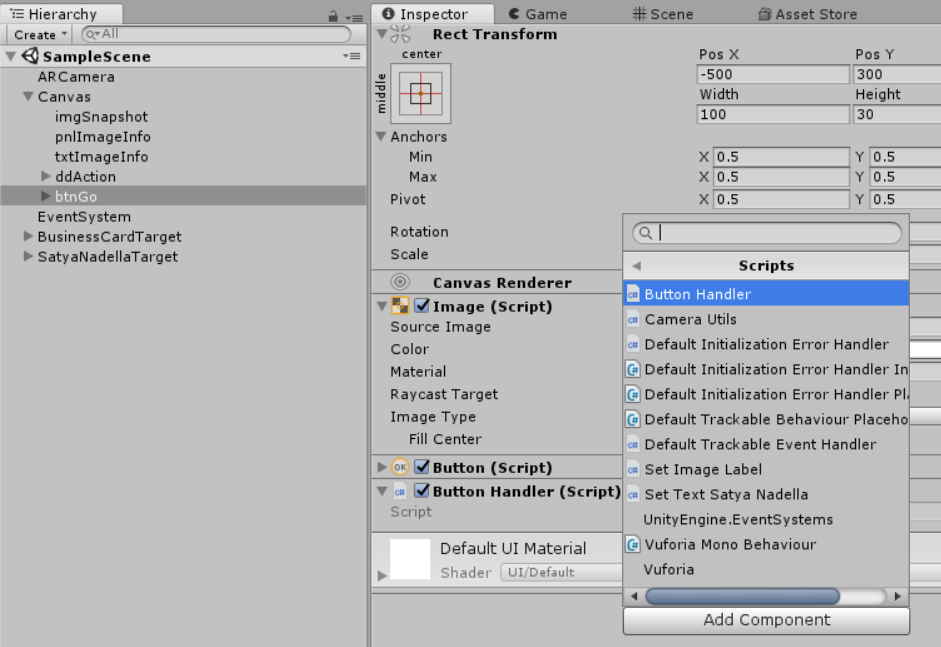 Hierarchy
Create
All
SampleScene
ARCamera
Canvas
imgSnapshot
pnlImageInfo
txtImageInfo
ddAction
btnGo
EventSystem
BusinessCardTarget
SatyaNadellaTarget
Inspector Game Scene Asset Store
Rect Transform
center
middle
Pos X Pos Y
-500 300
Width Height
100 30
Anchors
Min X 0.5 Y 0.5
Max X 0.5 Y 0.5
Pivot X 0.5 Y 0.5
Rotation
Scale
Canvas Renderer
Image (Script)
Source Image
Color
Material
Raycast Target
Image Type
Fill Center
OK Button (Script)
c# Button Handler (Script)
Script
Default UI Material
Shader UI/Default
Scripts
c# Button Handler
c# Camera Utils
c# Default Initialization Error Handler
Default Initialization Error Handler In
Default Initialization Error Handler Pl
Default Trackable Behaviour Placeho
c# Default Trackable Event Handler
c# Set Image Label
c# Set Text Satya Nadella
UnityEngine.EventSystems
Vuforia Mono Behaviour
Vuforia
Add Component